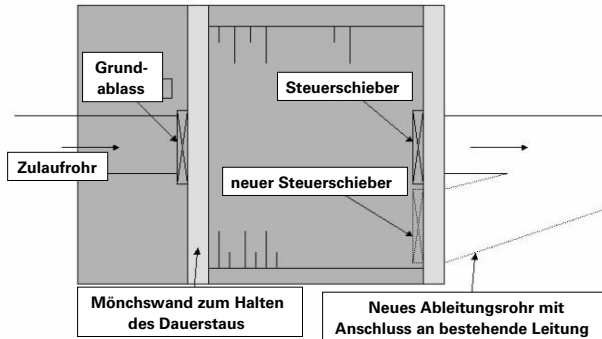 Grund-
ablass
Steuerschieber
Zulaufrohr
neuer Steuerschieber
Mönchswand zum Halten
des Dauerstaus
Neues Ableitungsrohr mit
Anschluss an bestehende Leitung